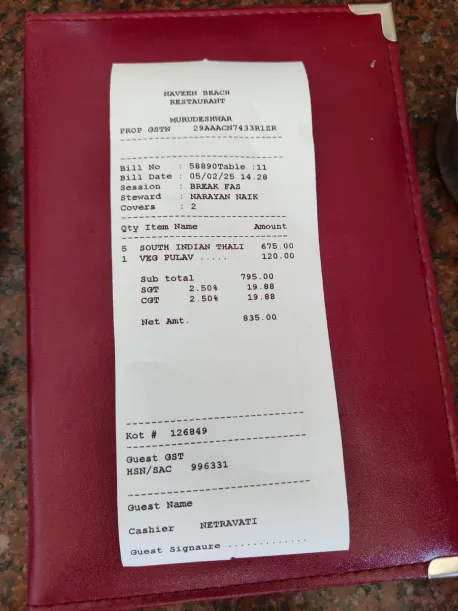 NAVEEN BEACH
RESTAURANT
MURUDESHWAR
PROP GSTN 29AAACN7433R1ZR
Bill No : 58890Table :11
Bill Date : 05/02/25 14.28
Session : BREAK FAS
Steward : NARAYAN NAIK
Covers : 2
Qty Item Name Amount
5 SOUTH INDIAN THALI 675.00
1 VEG PULAV ..... 120.00
Sub total 795.00
SGT 2.50% 19.88
CGT 2.50% 19.88
Net Amt. 835.00
Kot # 126849
Guest GST
HSN/SAC 996331
Guest Name
Cashier NETRAVATI
Guest signaure .............